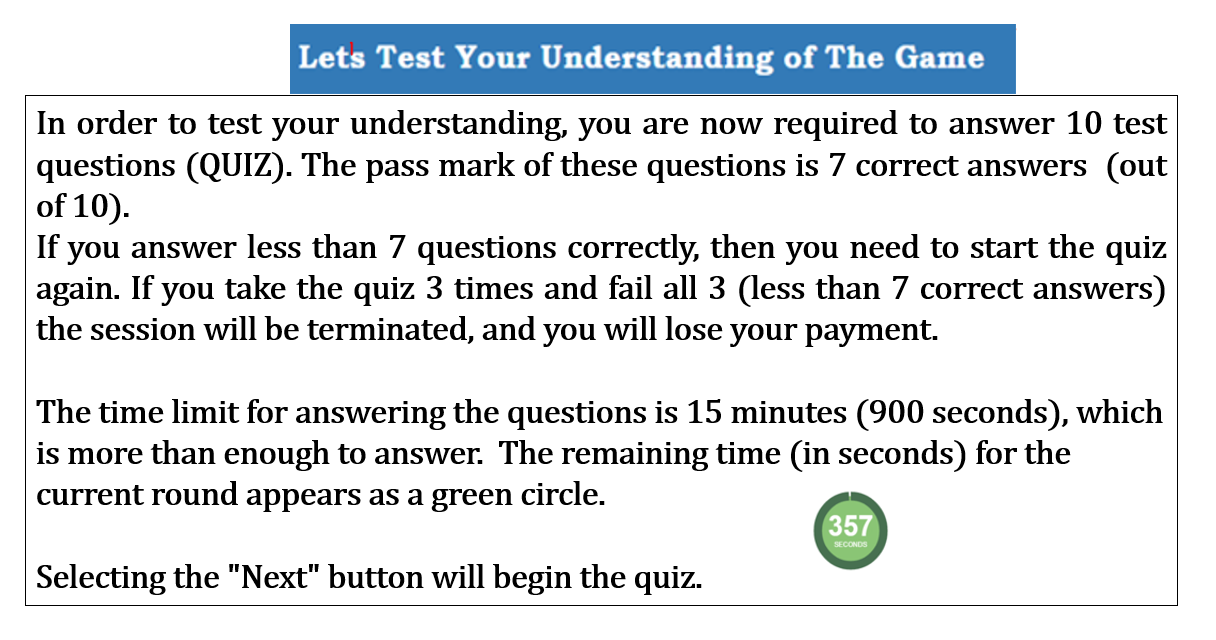 Let's Test Your Understanding of The Game
In order to test your understanding, you are now required to answer 10 test
questions (QUIZ). The pass mark of these questions is 7 correct answers (out
of 10).
If you answer less than 7 questions correctly, then you need to start the quiz
again. If you take the quiz 3 times and fail all 3 (less than 7 correct answers)
the session will be terminated, and you will lose your payment.
The time limit for answering the questions is 15 minutes (900 seconds), which
is more than enough to answer. The remaining time (in seconds) for the
current round appears as a green circle.
357
SECONDS
Selecting the "Next" button will begin the quiz.